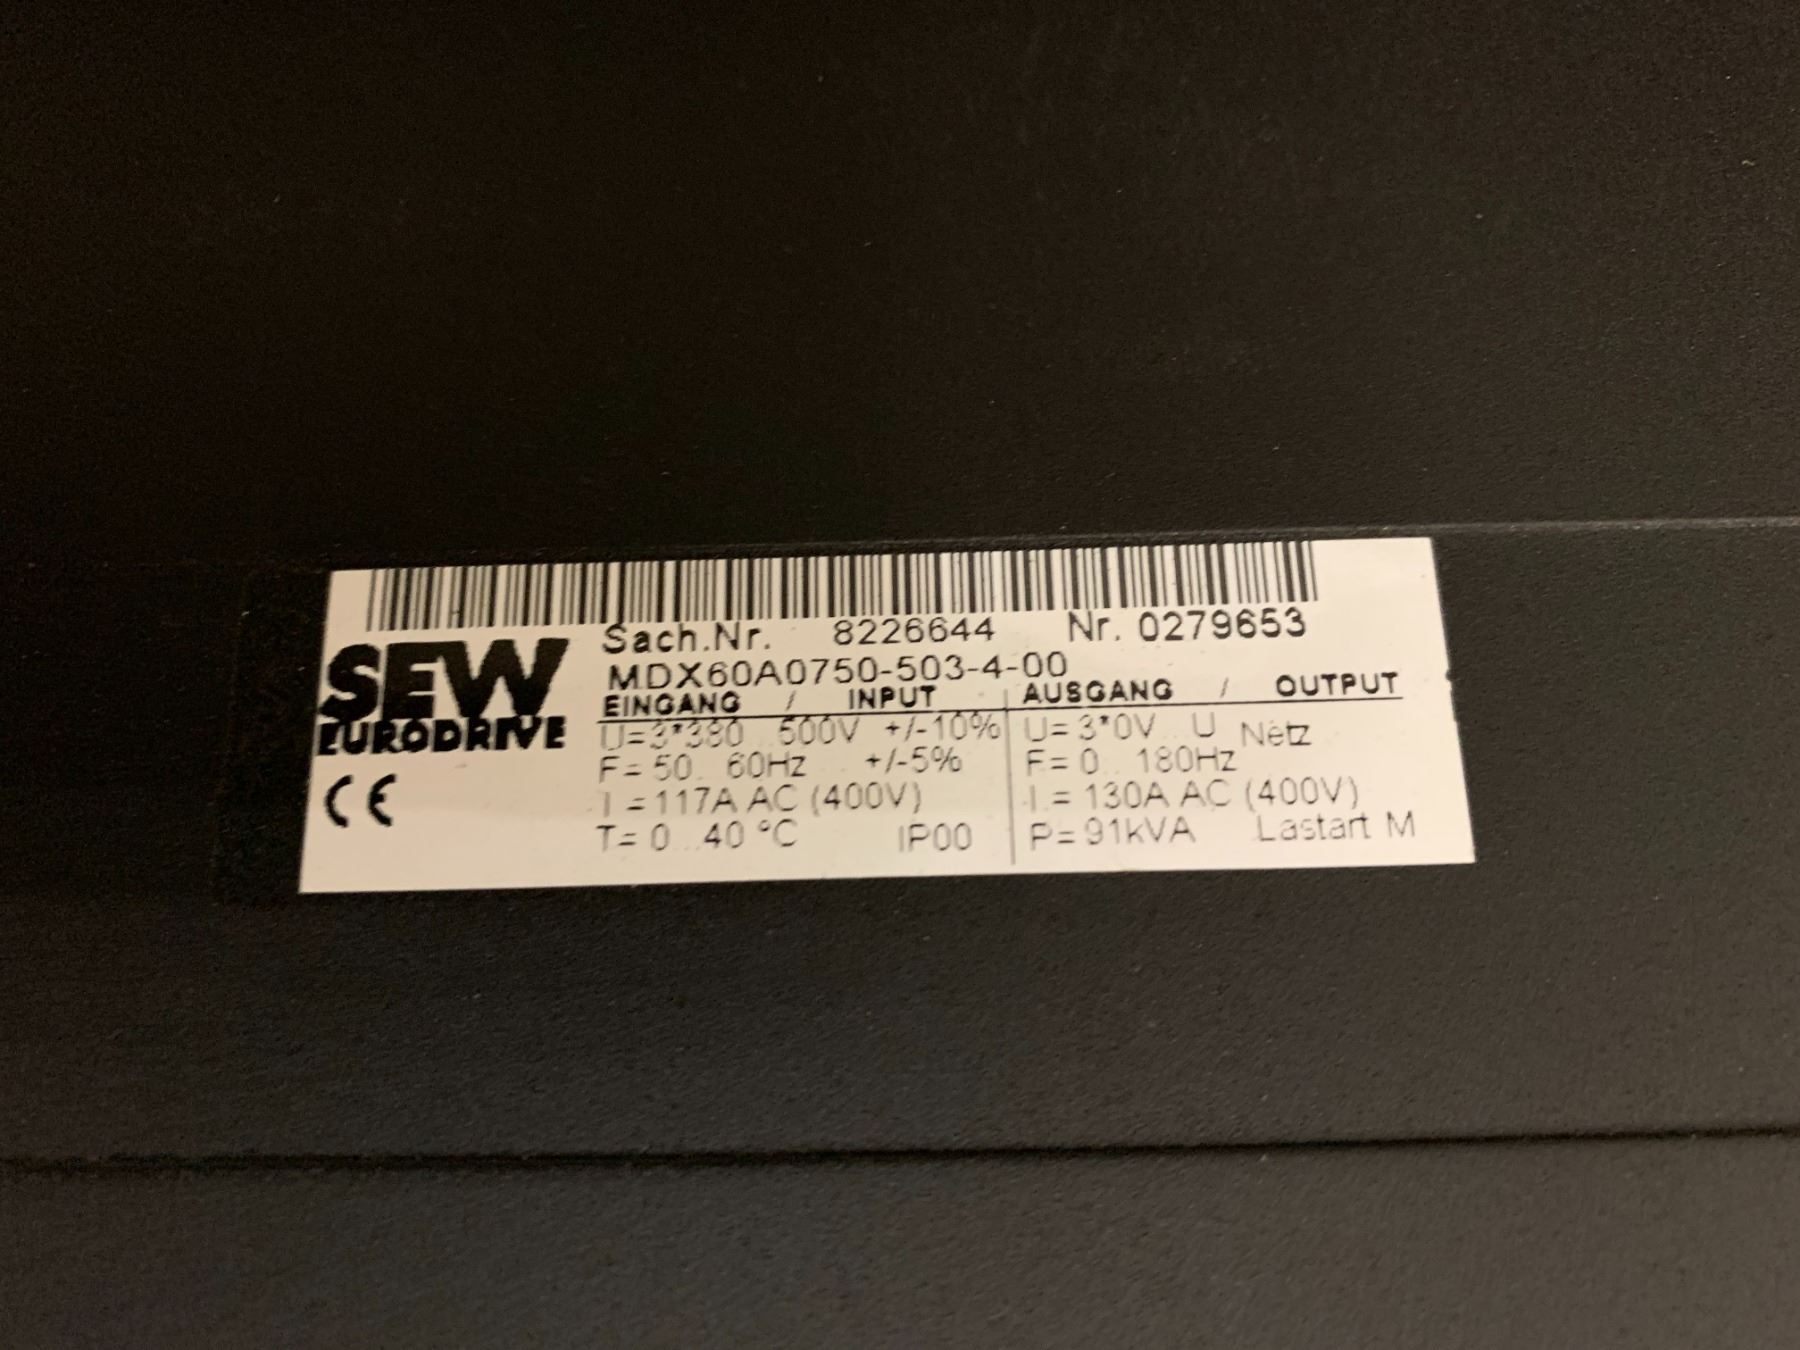 Sach.Nr. 8226644 Nr. 0279653
SEW
EURODRIVE
MDX60A0750-503-4-00
EINGANG / INPUT AUSGANG / OUTPUT
U=3*380..500V +/-10% U=3*0V..U Netz
F=50..60Hz +/-5% F=0..180Hz
I=117A AC (400V) I=130A AC (400V)
T=0..40°C IP00 P=91kVA Lastart M
CE